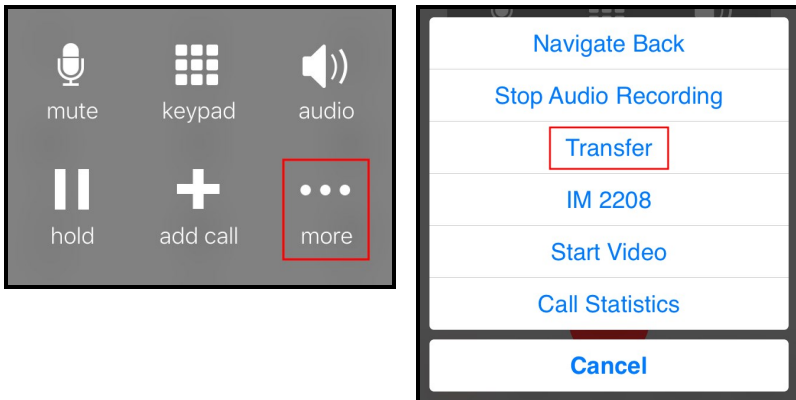 mute keypad audio
hold add call more
Navigate Back
Stop Audio Recording
Transfer
IM 2208
Start Video
Call Statistics
Cancel